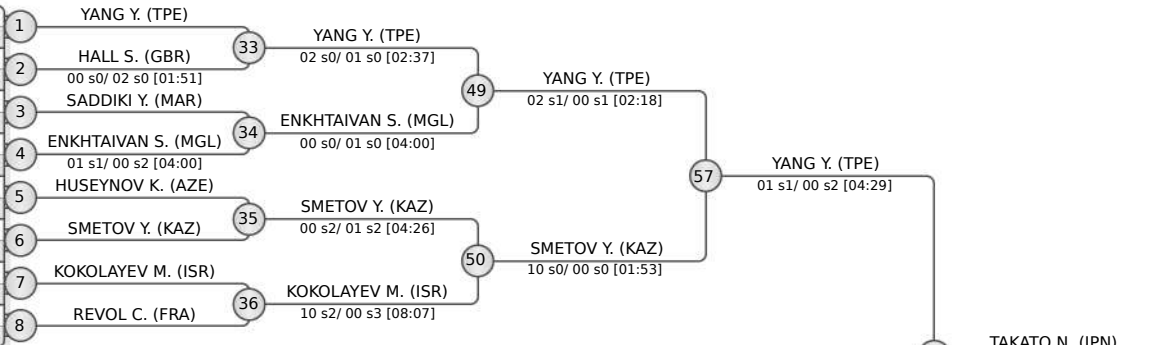 1
YANG Y. (TPE)
2
HALL S. (GBR)
00 s0/ 02 s0 [01:51]
33
YANG Y. (TPE)
02 s0/ 01 s0 [02:37]
3
SADDIKI Y. (MAR)
4
ENKHTAIVAN S. (MGL)
01 s1/ 00 s2 [04:00]
34
ENKHTAIVAN S. (MGL)
00 s0/ 01 s0 [04:00]
49
YANG Y. (TPE)
02 s1/ 00 s1 [02:18]
5
HUSEYNOV K. (AZE)
6
SMETOV Y. (KAZ)
35
SMETOV Y. (KAZ)
00 s2/ 01 s2 [04:26]
7
KOKOLAYEV M. (ISR)
8
REVOL C. (FRA)
36
KOKOLAYEV M. (ISR)
10 s2/ 00 s3 [08:07]
50
SMETOV Y. (KAZ)
10 s0/ 00 s0 [01:53]
57
YANG Y. (TPE)
01 s1/ 00 s2 [04:29]
TAKATO N. (JPN)